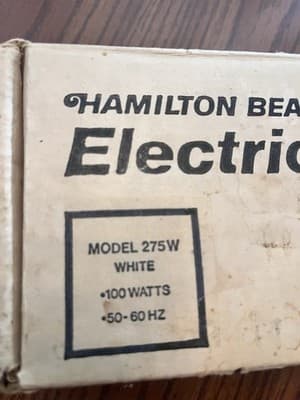 HAMILTON BEA
Electric
MODEL 275W
WHITE
•100 WATTS
•50-60 HZ